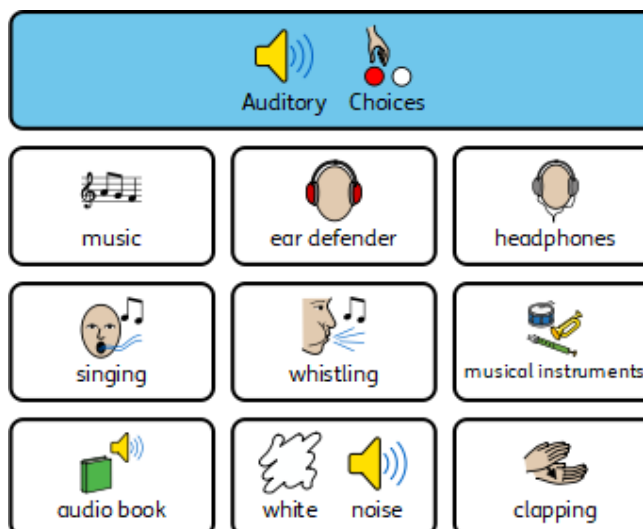 Auditory Choices
music
ear defender
headphones
singing
whistling
musical instruments
audio book
white noise
clapping